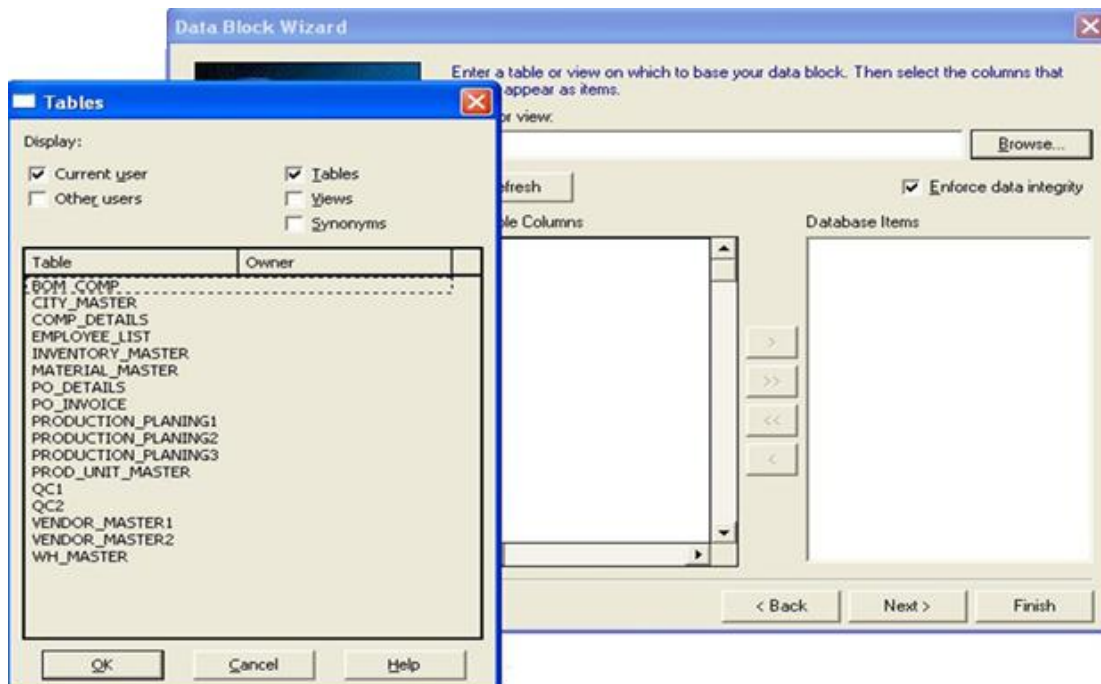 Data Block Wizard
Enter a table or view on which to base your data block. Then select the columns that
appear as items.
or view:
Browse...
efresh
Enforce data integrity
le Columns
Database Items
>
>>
<<
<
< Back
Next >
Finish
Tables
Display:
Current user
Tables
Other users
Views
Synonyms
Table Owner
BOM_COMP
CITY_MASTER
COMP_DETAILS
EMPLOYEE_LIST
INVENTORY_MASTER
MATERIAL_MASTER
PO_DETAILS
PO_INVOICE
PRODUCTION_PLANING1
PRODUCTION_PLANING2
PRODUCTION_PLANING3
PROD_UNIT_MASTER
QC1
QC2
VENDOR_MASTER1
VENDOR_MASTER2
WH_MASTER
OK
Cancel
Help